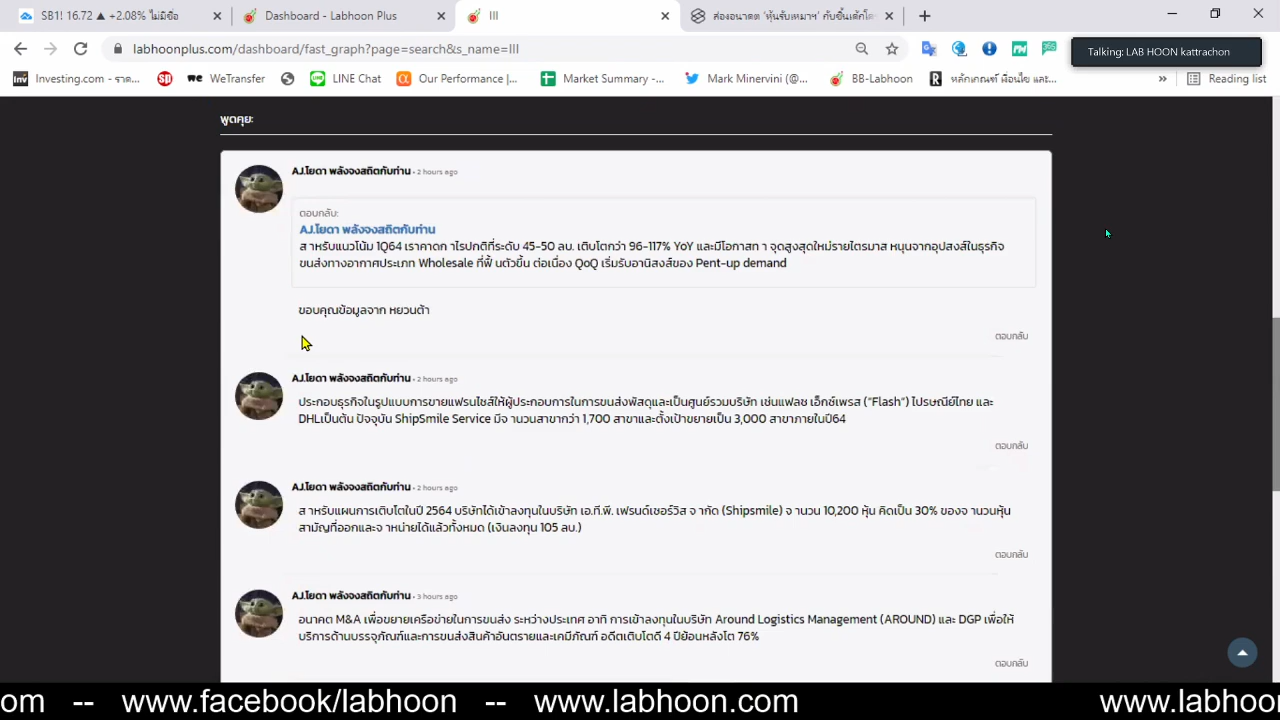 SB1! 16.72 ▲ +2.08% ไม่มีชื่อ
Dashboard - Labhoon Plus
III
ส่องอนาคต 'หุ้นรับเหมาฯ' กับขึ้นเค้กโคร
labhoonplus.com/dashboard/fast_graph?page=search&s_name=III
Talking: LAB HOON kattrachon
Investing.com - ราค...
WeTransfer
LINE Chat
Our Performance |...
Market Summary -...
Mark Minervini (@...
BB-Labhoon
หลักเกณฑ์ เงื่อนไข และ...
»
Reading list
พูดคุย:
AJ.โยดา พลังจงสถิตกับท่าน • 2 hours ago
ตอบกลับ:
AJ.โยดา พลังจงสถิตกับท่าน
ส าหรับแนวโน้ม 1Q64 เราคาดก าไรปกติที่ระดับ 45-50 ลบ. เติบโตกว่า 96-117% YoY และมีโอกาสท า จุดสูงสุดใหม่รายไตรมาส หนุนจากอุปสงส์ในธุรกิจ
ขนส่งทางอากาศประเภท Wholesale ที่ฟื้ นตัวขึ้น ต่อเนื่อง QoQ เริ่มรับอานิสงส์ของ Pent-up demand
ขอบคุณข้อมูลจาก หยวนต้า
ตอบกลับ
AJ.โยดา พลังจงสถิตกับท่าน • 2 hours ago
ประกอบธุรกิจในรูปแบบการขายแฟรนไชส์ให้ผู้ประกอบการในการขนส่งพัสดุและเป็นศูนย์รวมบริษัท เช่นแฟลช เอ็กซ์เพรส ("Flash") ไปรษณีย์ไทย และ
DHLเป็นต้น ปัจจุบัน ShipSmile Service มีจ านวนสาขากว่า 1,700 สาขาและตั้งเป้าขยายเป็น 3,000 สาขาภายในปี64
ตอบกลับ
AJ.โยดา พลังจงสถิตกับท่าน • 2 hours ago
ส าหรับแผนการเติบโตในปี 2564 บริษัทได้เข้าลงทุนในบริษัท เอ.ที.พี. เฟรนด์เซอร์วิส จ ากัด (Shipsmile) จ านวน 10,200 หุ้น คิดเป็น 30% ของจ านวนหุ้น
สามัญที่ออกและจ าหน่ายได้แล้วทั้งหมด (เงินลงทุน 105 ลบ.)
ตอบกลับ
AJ.โยดา พลังจงสถิตกับท่าน • 3 hours ago
อนาคต M&A เพื่อขยายเครือข่ายในการขนส่ง ระหว่างประเทศ อาทิ การเข้าลงทุนในบริษัท Around Logistics Management (AROUND) และ DGP เพื่อให้
บริการด้านบรรจุภัณฑ์และการขนส่งสินค้าอันตรายและเคมีภัณฑ์ อดีตเติบโตดี 4 ปีย้อนหลังโต 76%
ตอบกลับ
om -- www.facebook/labhoon -- www.labhoon.com www.labhoon